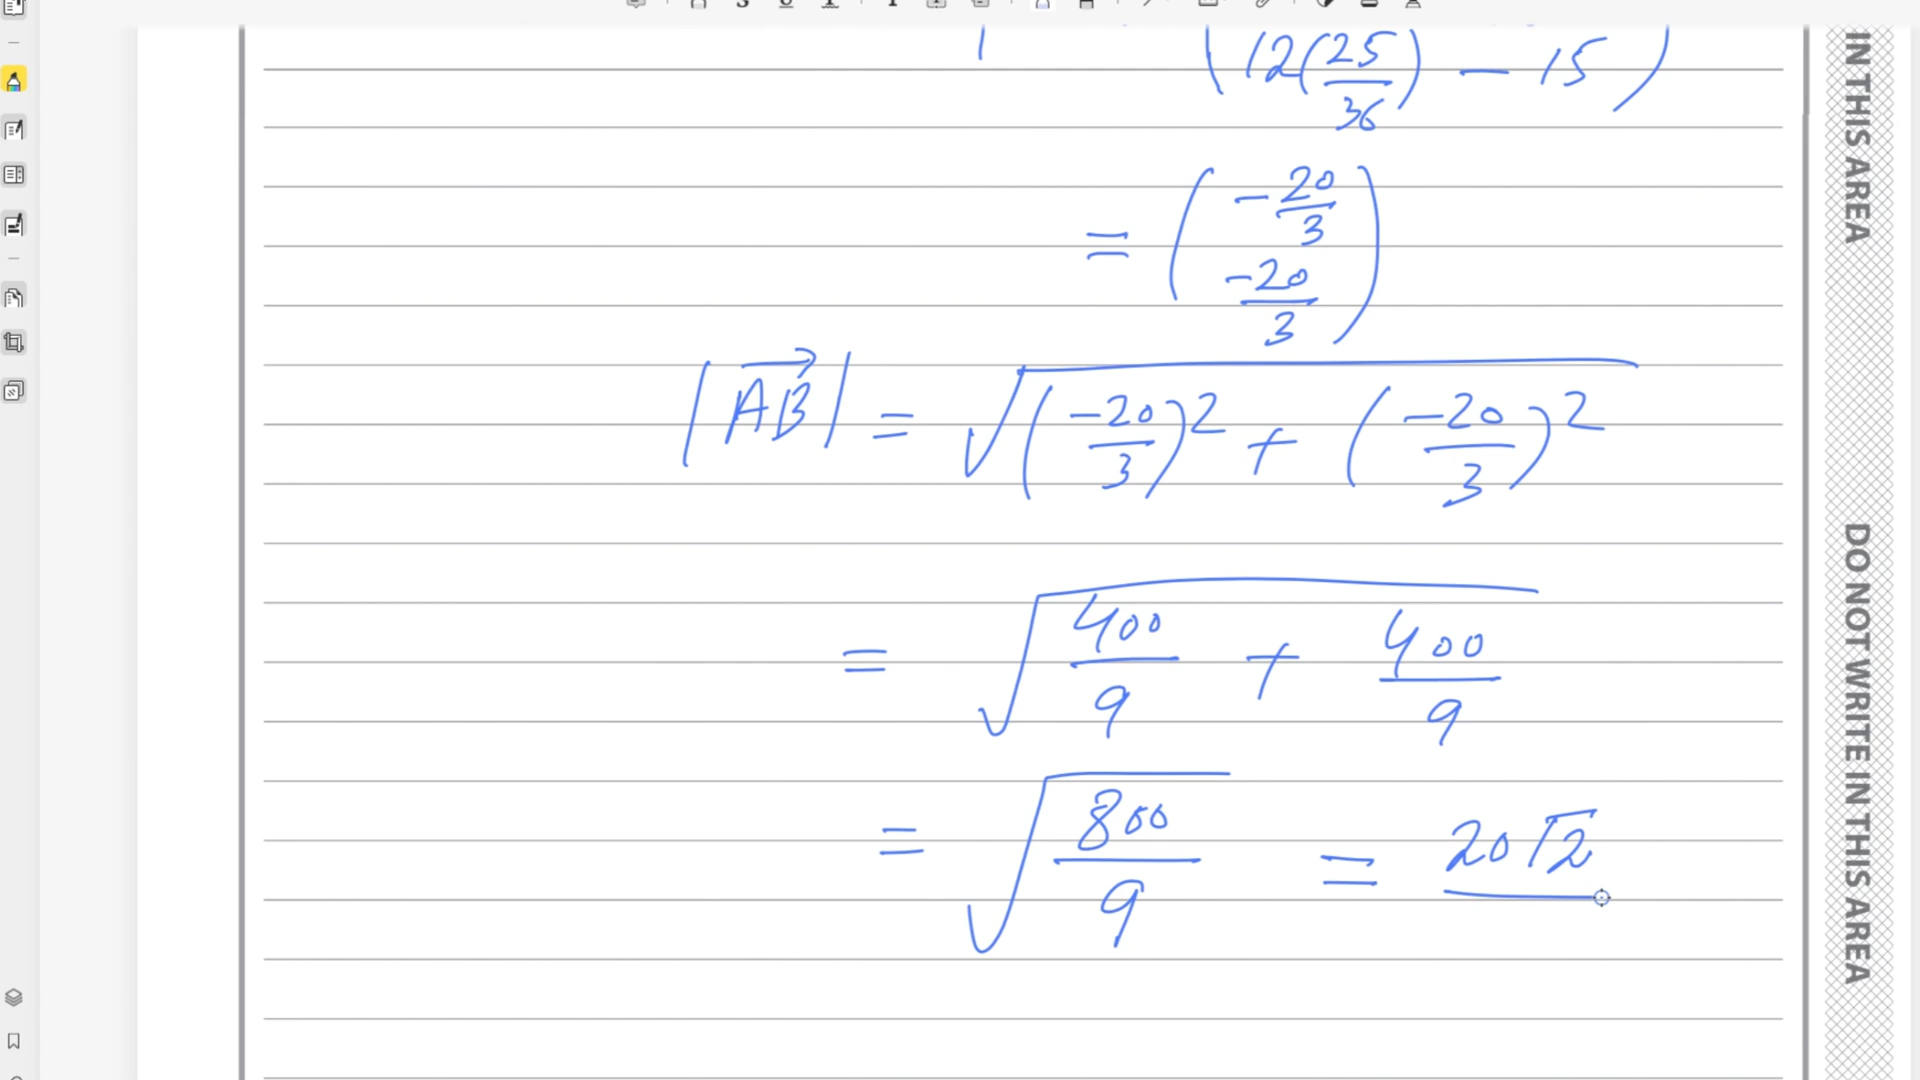 12(25/36) - 15
= (-20/3
-20/3)
|AB| = √(-20/3)² + (-20/3)²
= √400/9 + 400/9
= √800/9 = 20√2
IN THIS AREA
DO NOT WRITE IN THIS AREA